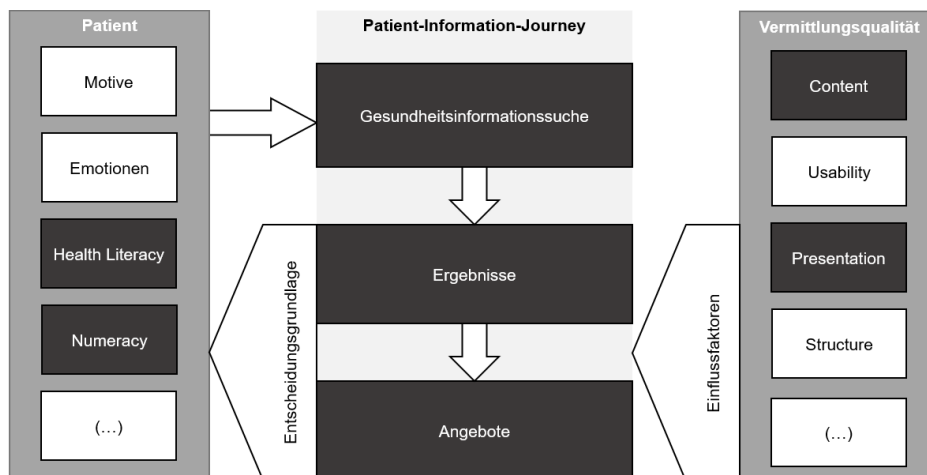 Patient
Motive
Emotionen
Health Literacy
Numeracy
(…)
Patient-Information-Journey
Gesundheitsinformationssuche
Ergebnisse
Angebote
Entscheidungsgrundlage
Einflussfaktoren
Vermittlungsqualität
Content
Usability
Presentation
Structure
(…)